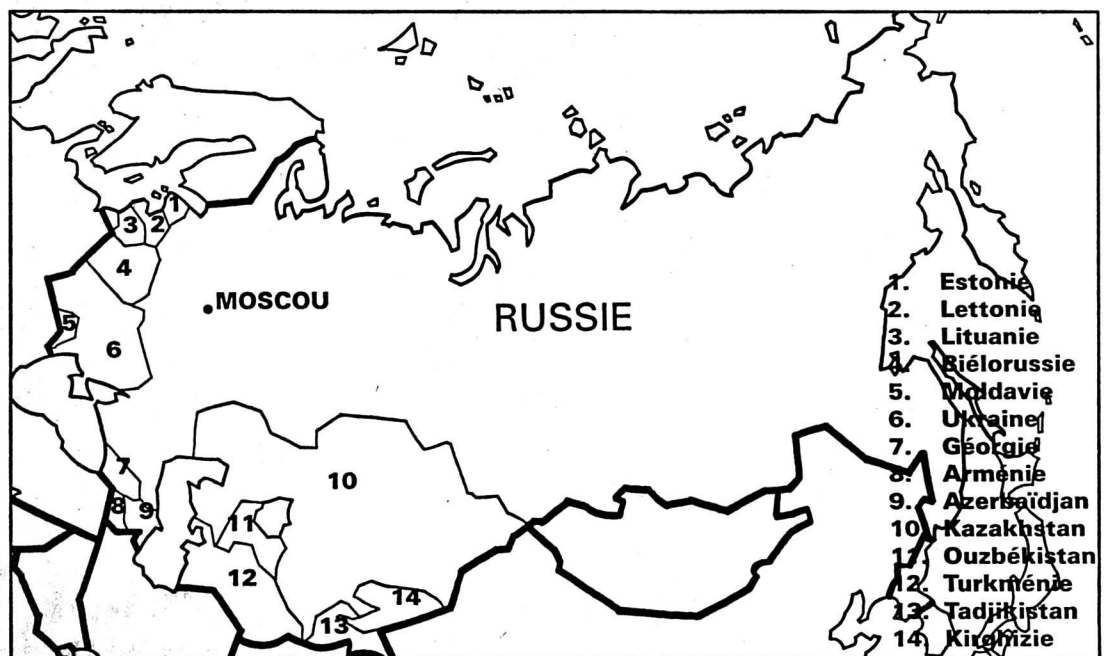 1
3 2
4
.MOSCOU
RUSSIE
5
6
7
8 9
10
11
12
13
14
1. Estonie
2. Lettonie
3. Lituanie
4. Biélorussie
5. Moldavie
6. Ukraine
7. Géorgie
8. Arménie
9. Azerbaïdjan
10. Kazakhstan
11. Ouzbékistan
12. Turkménie
13. Tadjikistan
14. Kirghizie